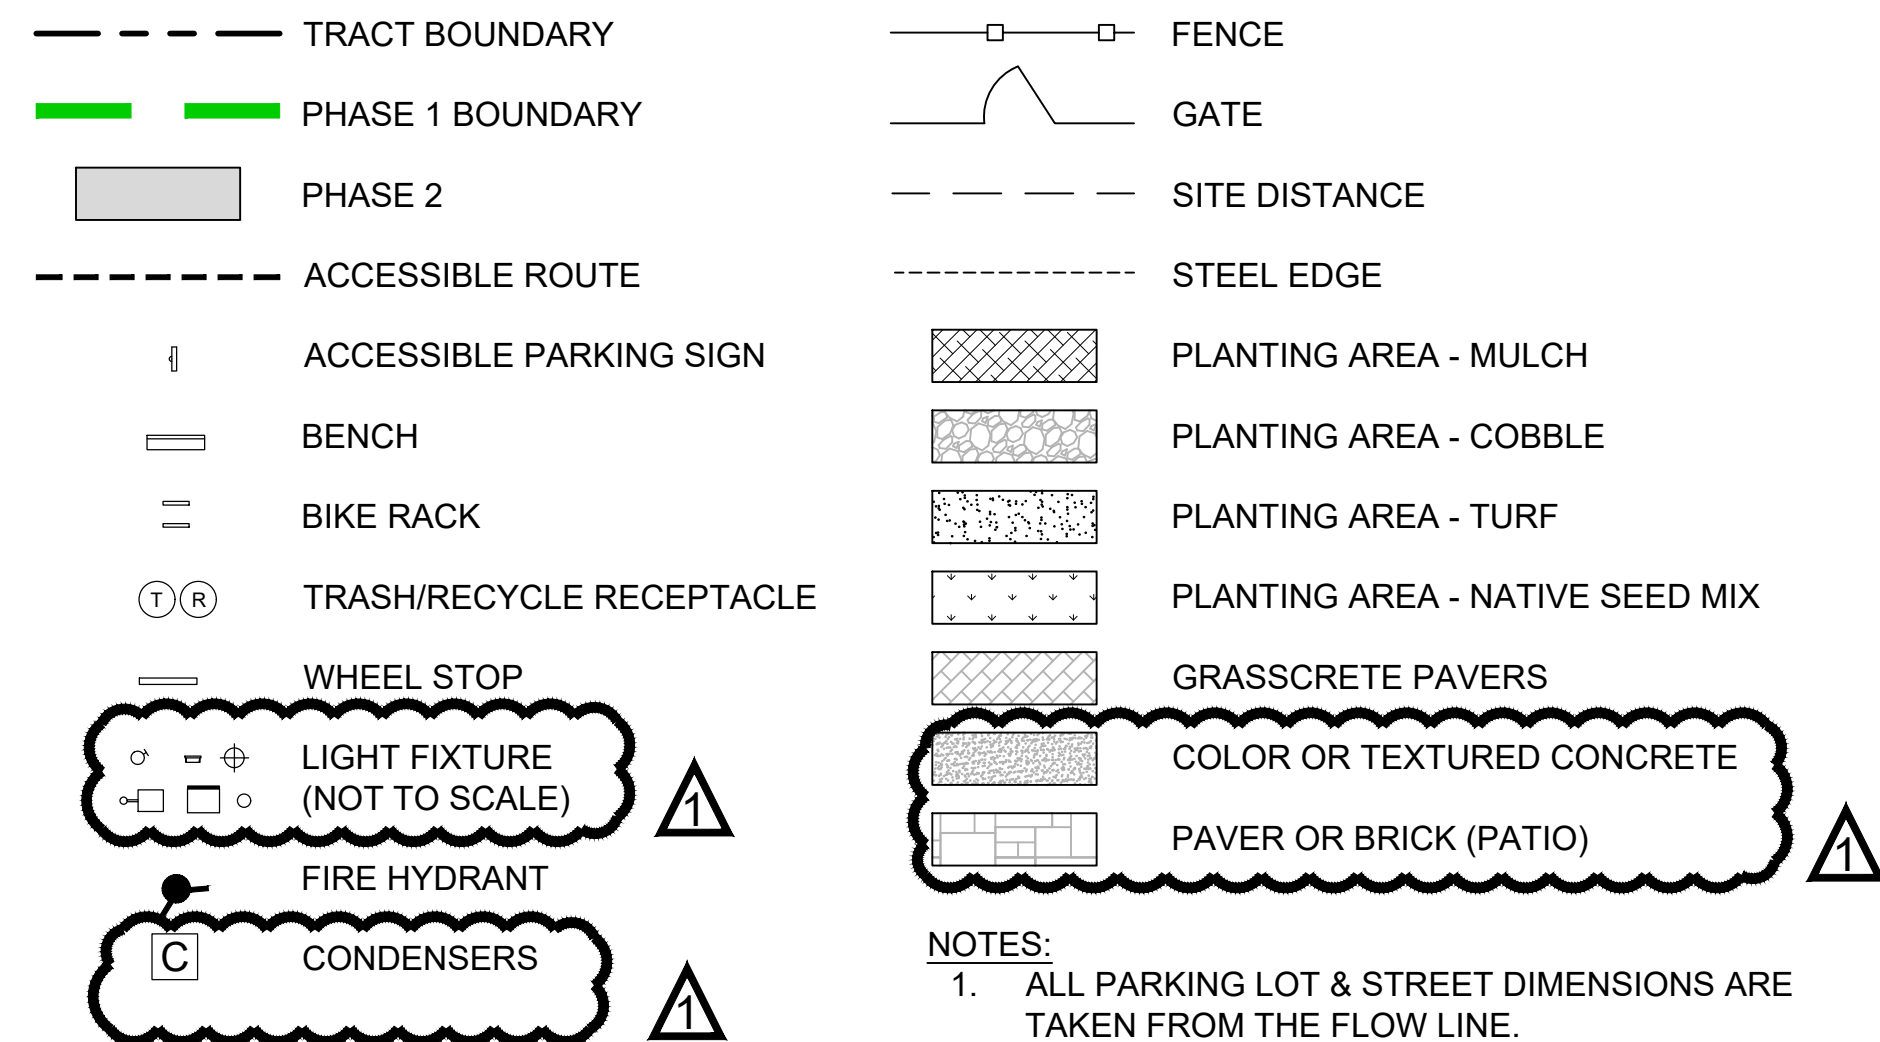 TRACT BOUNDARY
PHASE 1 BOUNDARY
PHASE 2
ACCESSIBLE ROUTE
ACCESSIBLE PARKING SIGN
BENCH
BIKE RACK
T R TRASH/RECYCLE RECEPTACLE
WHEEL STOP
LIGHT FIXTURE
(NOT TO SCALE)
1
FIRE HYDRANT
C CONDENSERS
1
FENCE
GATE
SITE DISTANCE
STEEL EDGE
PLANTING AREA - MULCH
PLANTING AREA - COBBLE
PLANTING AREA - TURF
PLANTING AREA - NATIVE SEED MIX
GRASSCRETE PAVERS
COLOR OR TEXTURED CONCRETE
PAVER OR BRICK (PATIO)
1
NOTES:
1. ALL PARKING LOT & STREET DIMENSIONS ARE
TAKEN FROM THE FLOW LINE.